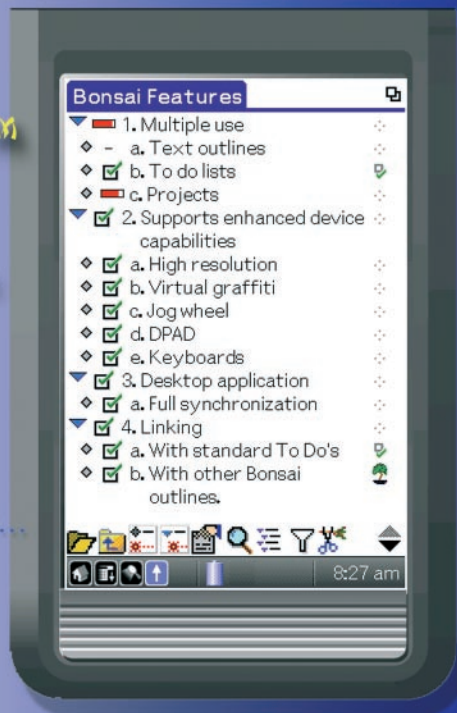 Bonsai Features
1. Multiple use
- a. Text outlines
b. To do lists
c. Projects
2. Supports enhanced device
capabilities
a. High resolution
b. Virtual graffiti
c. Jog wheel
d. DPAD
e. Keyboards
3. Desktop application
a. Full synchronization
4. Linking
a. With standard To Do's
b. With other Bonsai
outlines.
8:27 am